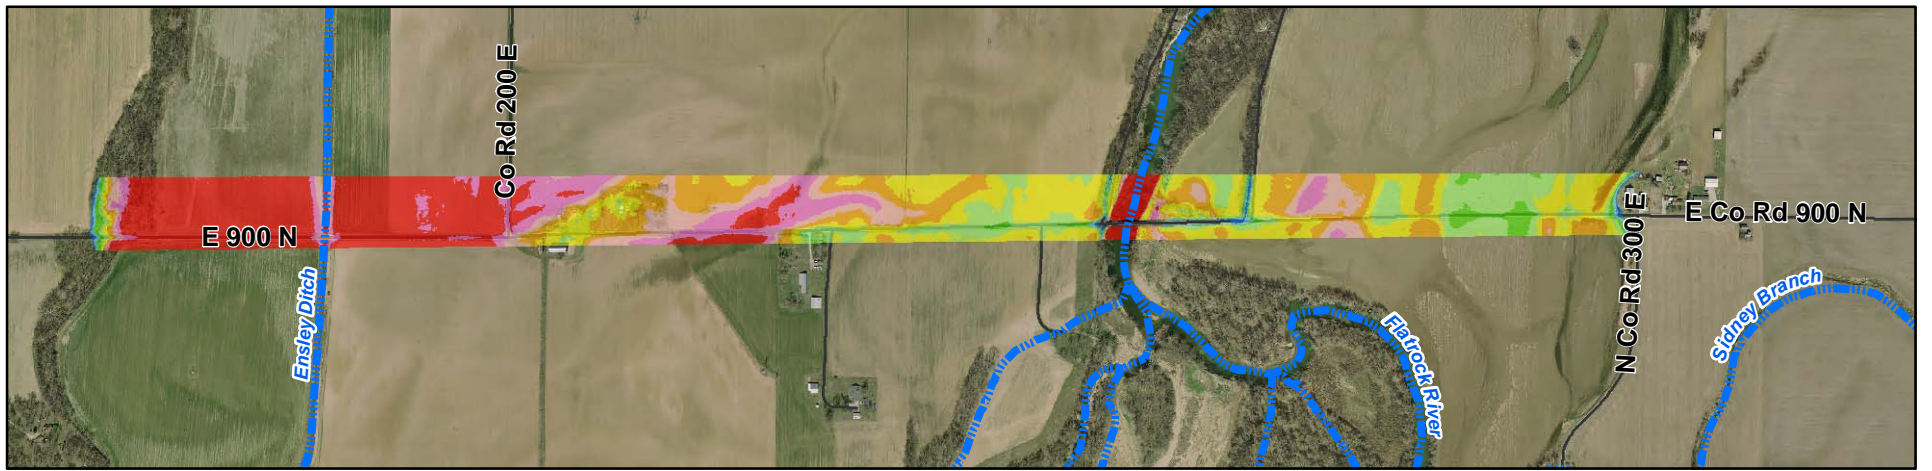 Co Rd 200 E
E 900 N
E Co Rd 900 N
N Co Rd 300 E
Ensley Ditch
Flatrock River
Sidney Branch